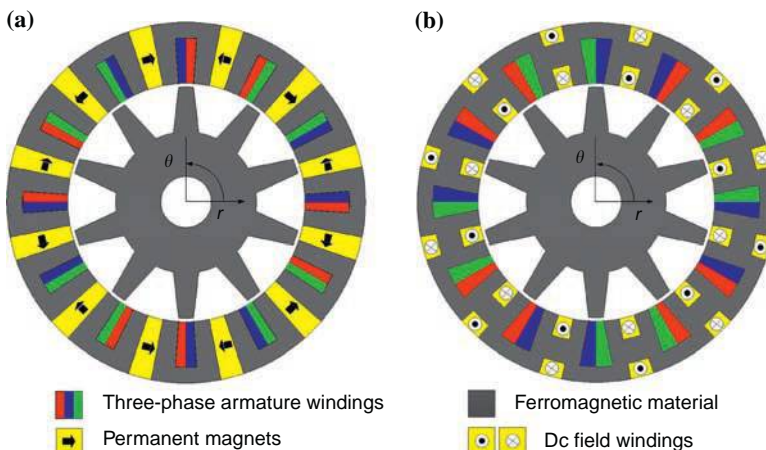 (a)
(b)
θ
r
θ
r
Three-phase armature windings
Permanent magnets
Ferromagnetic material
Dc field windings